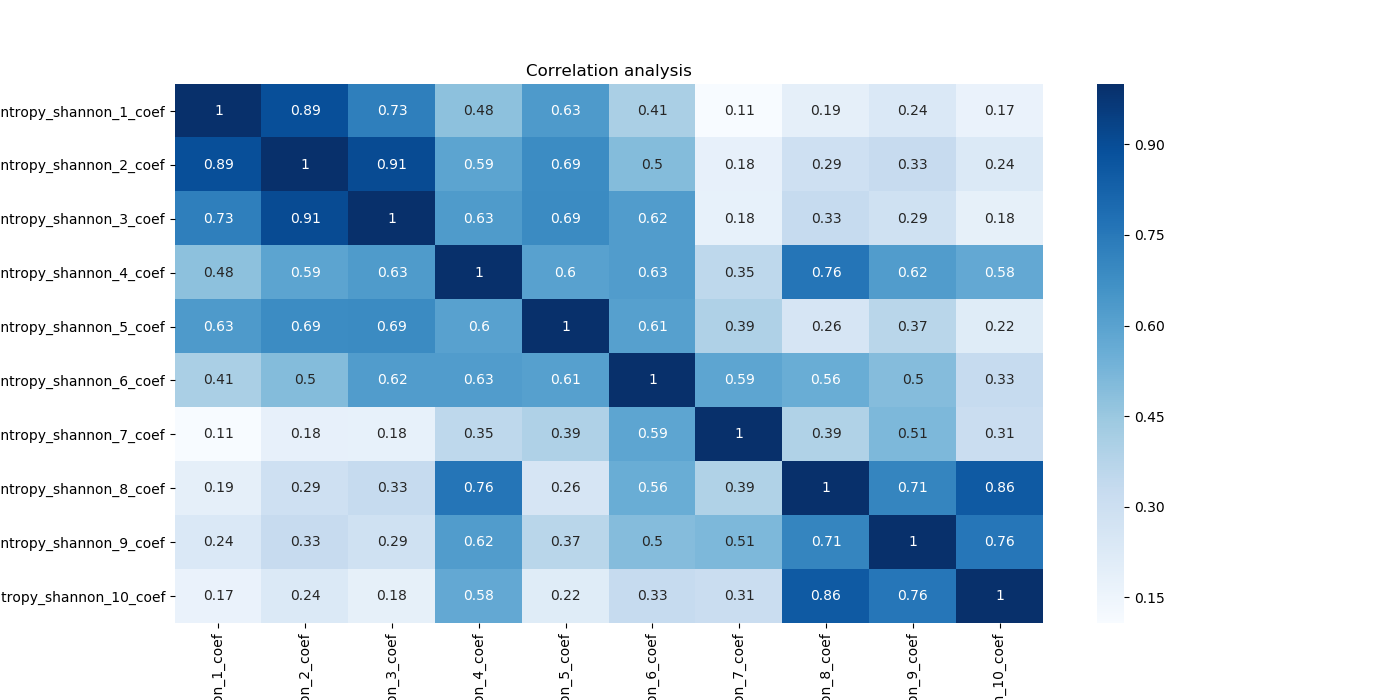 Correlation analysis
ntropy_shannon_1_coef 1 0.89 0.73 0.48 0.63 0.41 0.11 0.19 0.24 0.17
ntropy_shannon_2_coef 0.89 1 0.91 0.59 0.69 0.5 0.18 0.29 0.33 0.24
ntropy_shannon_3_coef 0.73 0.91 1 0.63 0.69 0.62 0.18 0.33 0.29 0.18
ntropy_shannon_4_coef 0.48 0.59 0.63 1 0.6 0.63 0.35 0.76 0.62 0.58
ntropy_shannon_5_coef 0.63 0.69 0.69 0.6 1 0.61 0.39 0.26 0.37 0.22
ntropy_shannon_6_coef 0.41 0.5 0.62 0.63 0.61 1 0.59 0.56 0.5 0.33
ntropy_shannon_7_coef 0.11 0.18 0.18 0.35 0.39 0.59 1 0.39 0.51 0.31
ntropy_shannon_8_coef 0.19 0.29 0.33 0.76 0.26 0.56 0.39 1 0.71 0.86
ntropy_shannon_9_coef 0.24 0.33 0.29 0.62 0.37 0.5 0.51 0.71 1 0.76
tropy_shannon_10_coef 0.17 0.24 0.18 0.58 0.22 0.33 0.31 0.86 0.76 1
on_1_coef
on_2_coef
on_3_coef
on_4_coef
on_5_coef
on_6_coef
on_7_coef
on_8_coef
on_9_coef
n_10_coef
0.90
0.75
0.60
0.45
0.30
0.15